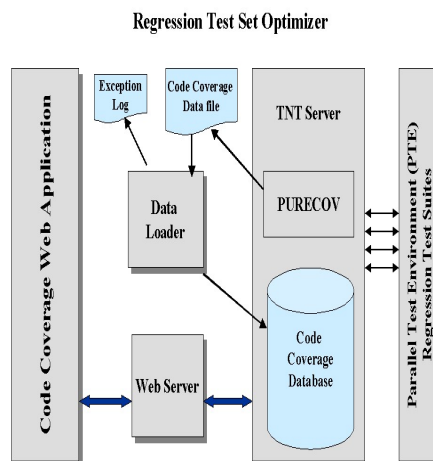 Regression Test Set Optimizer
Code Coverage Web Application
Exception
Log
Code Coverage
Data file
TNT Server
PURECOV
Data
Loader
Code
Coverage
Database
Web Server
Parallel Test Environment (PTE)
Regression Test Suites